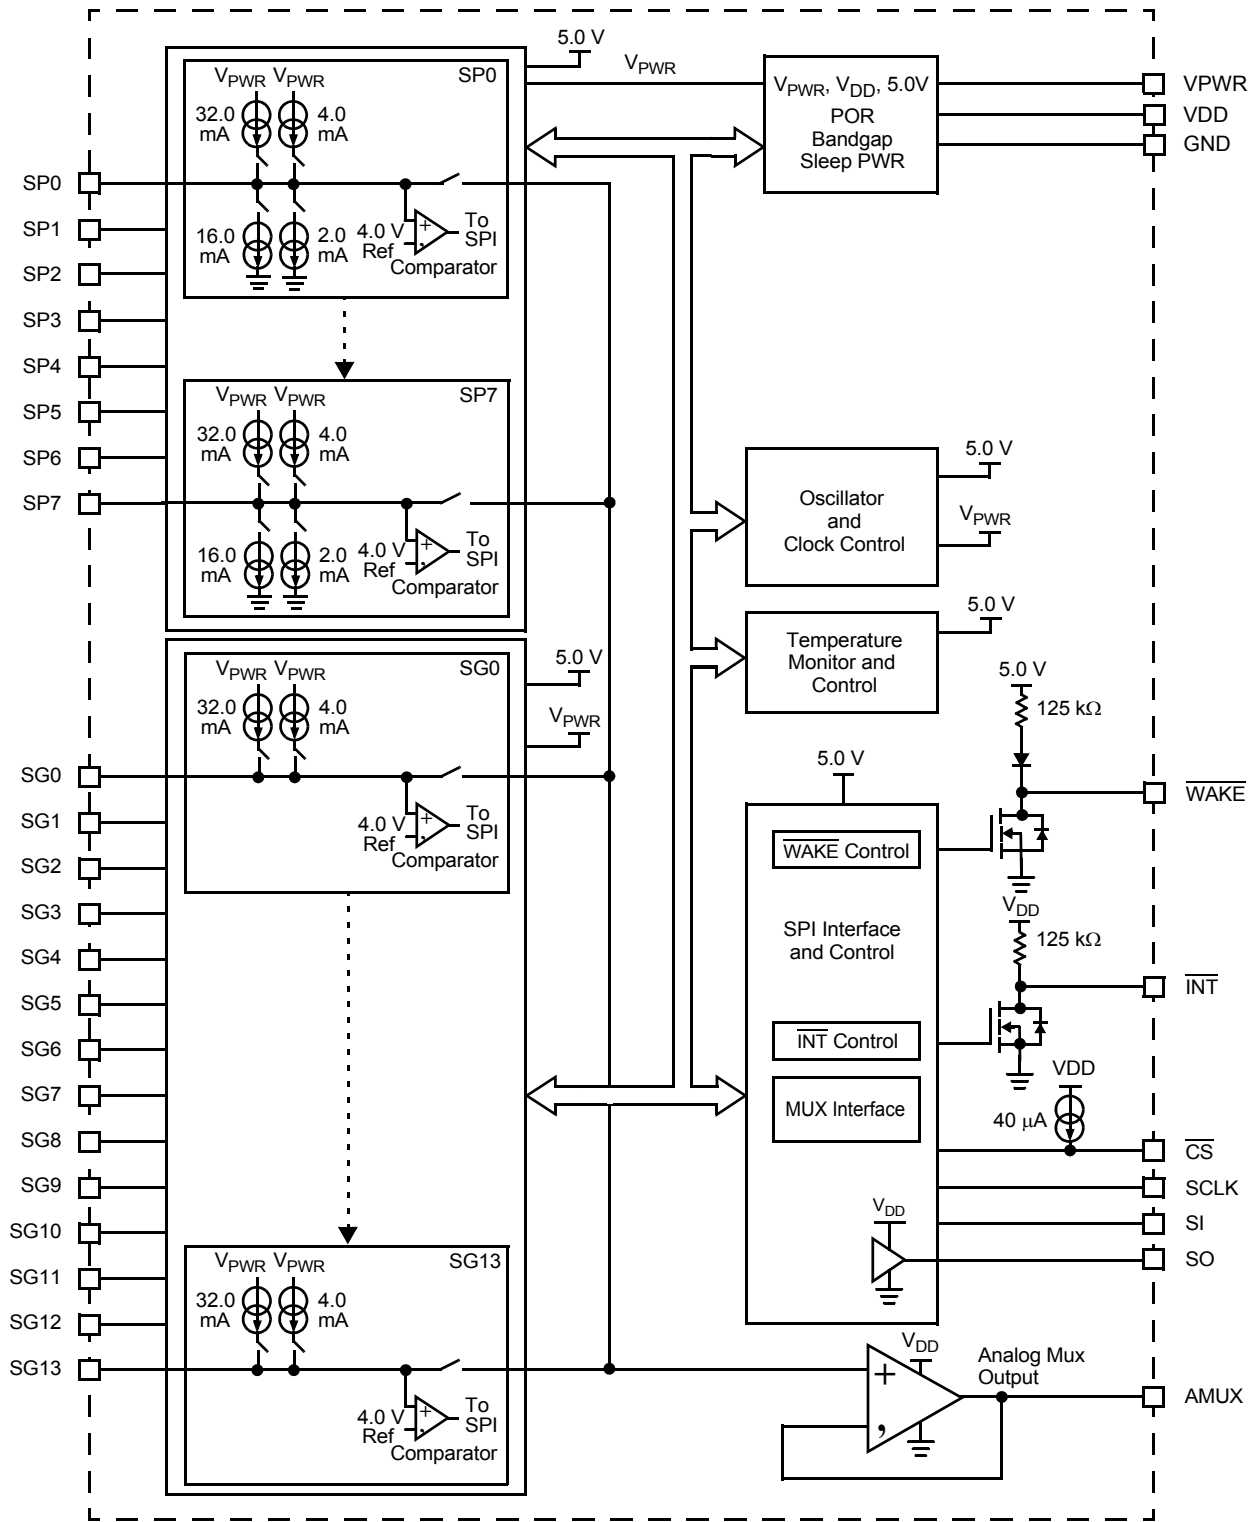 5.0 V
VPWR
SP0
VPWR VPWR
32.0 mA
4.0 mA
16.0 mA
2.0 mA
4.0 V Ref
+
To SPI
Comparator
VPWR, VDD, 5.0V
POR
Bandgap
Sleep PWR
VPWR
VDD
GND
SP0
SP1
SP2
SP3
SP4
SP5
SP6
SP7
SP7
VPWR VPWR
32.0 mA
4.0 mA
16.0 mA
2.0 mA
4.0 V Ref
+
To SPI
Comparator
5.0 V
VPWR
Oscillator
and
Clock Control
5.0 V
Temperature
Monitor and
Control
SG0
VPWR VPWR
32.0 mA
4.0 mA
4.0 V Ref
+
To SPI
Comparator
5.0 V
VPWR
5.0 V
125 kΩ
WAKE
5.0 V
WAKE Control
SPI Interface
and Control
INT Control
MUX Interface
VDD
125 kΩ
INT
VDD
40 µA
CS
SCLK
SI
SO
VDD
SG0
SG1
SG2
SG3
SG4
SG5
SG6
SG7
SG8
SG9
SG10
SG11
SG12
SG13
SG13
VPWR VPWR
32.0 mA
4.0 mA
4.0 V Ref
+
To SPI
Comparator
VDD
+
,
Analog Mux
Output
AMUX